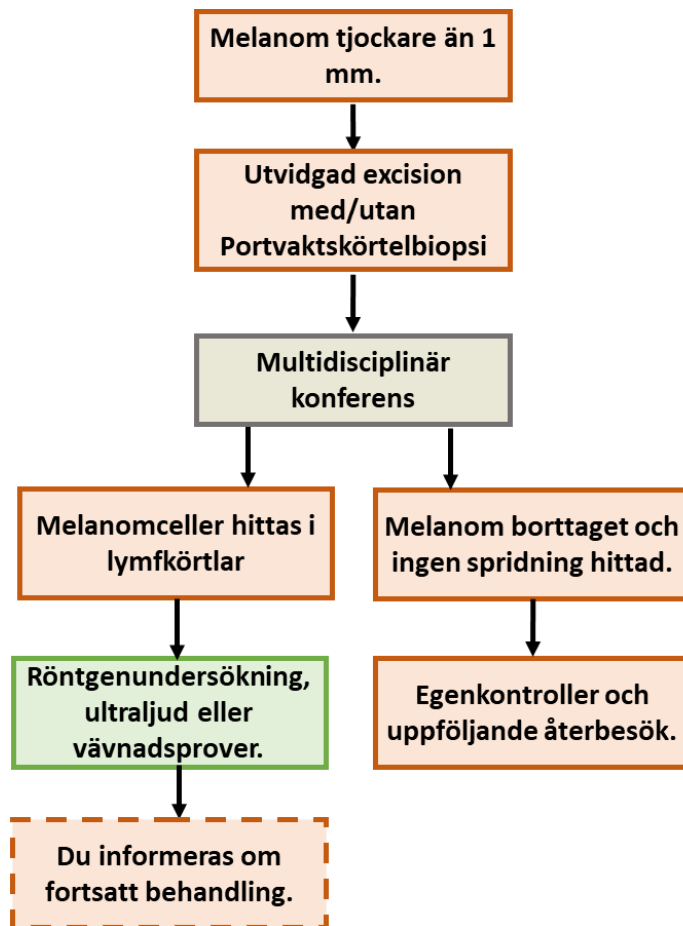 Melanom tjockare än 1
mm.
Utvidgad excision
med/utan
Portvaktskörtelbiopsi
Multidisciplinär
konferens
Melanomceller hittas i
lymfkörtlar
Melanom borttaget och
ingen spridning hittad.
Röntgenundersökning,
ultraljud eller
vävnadsprover.
Egenkontroller och
uppföljande återbesök.
Du informeras om
fortsatt behandling.